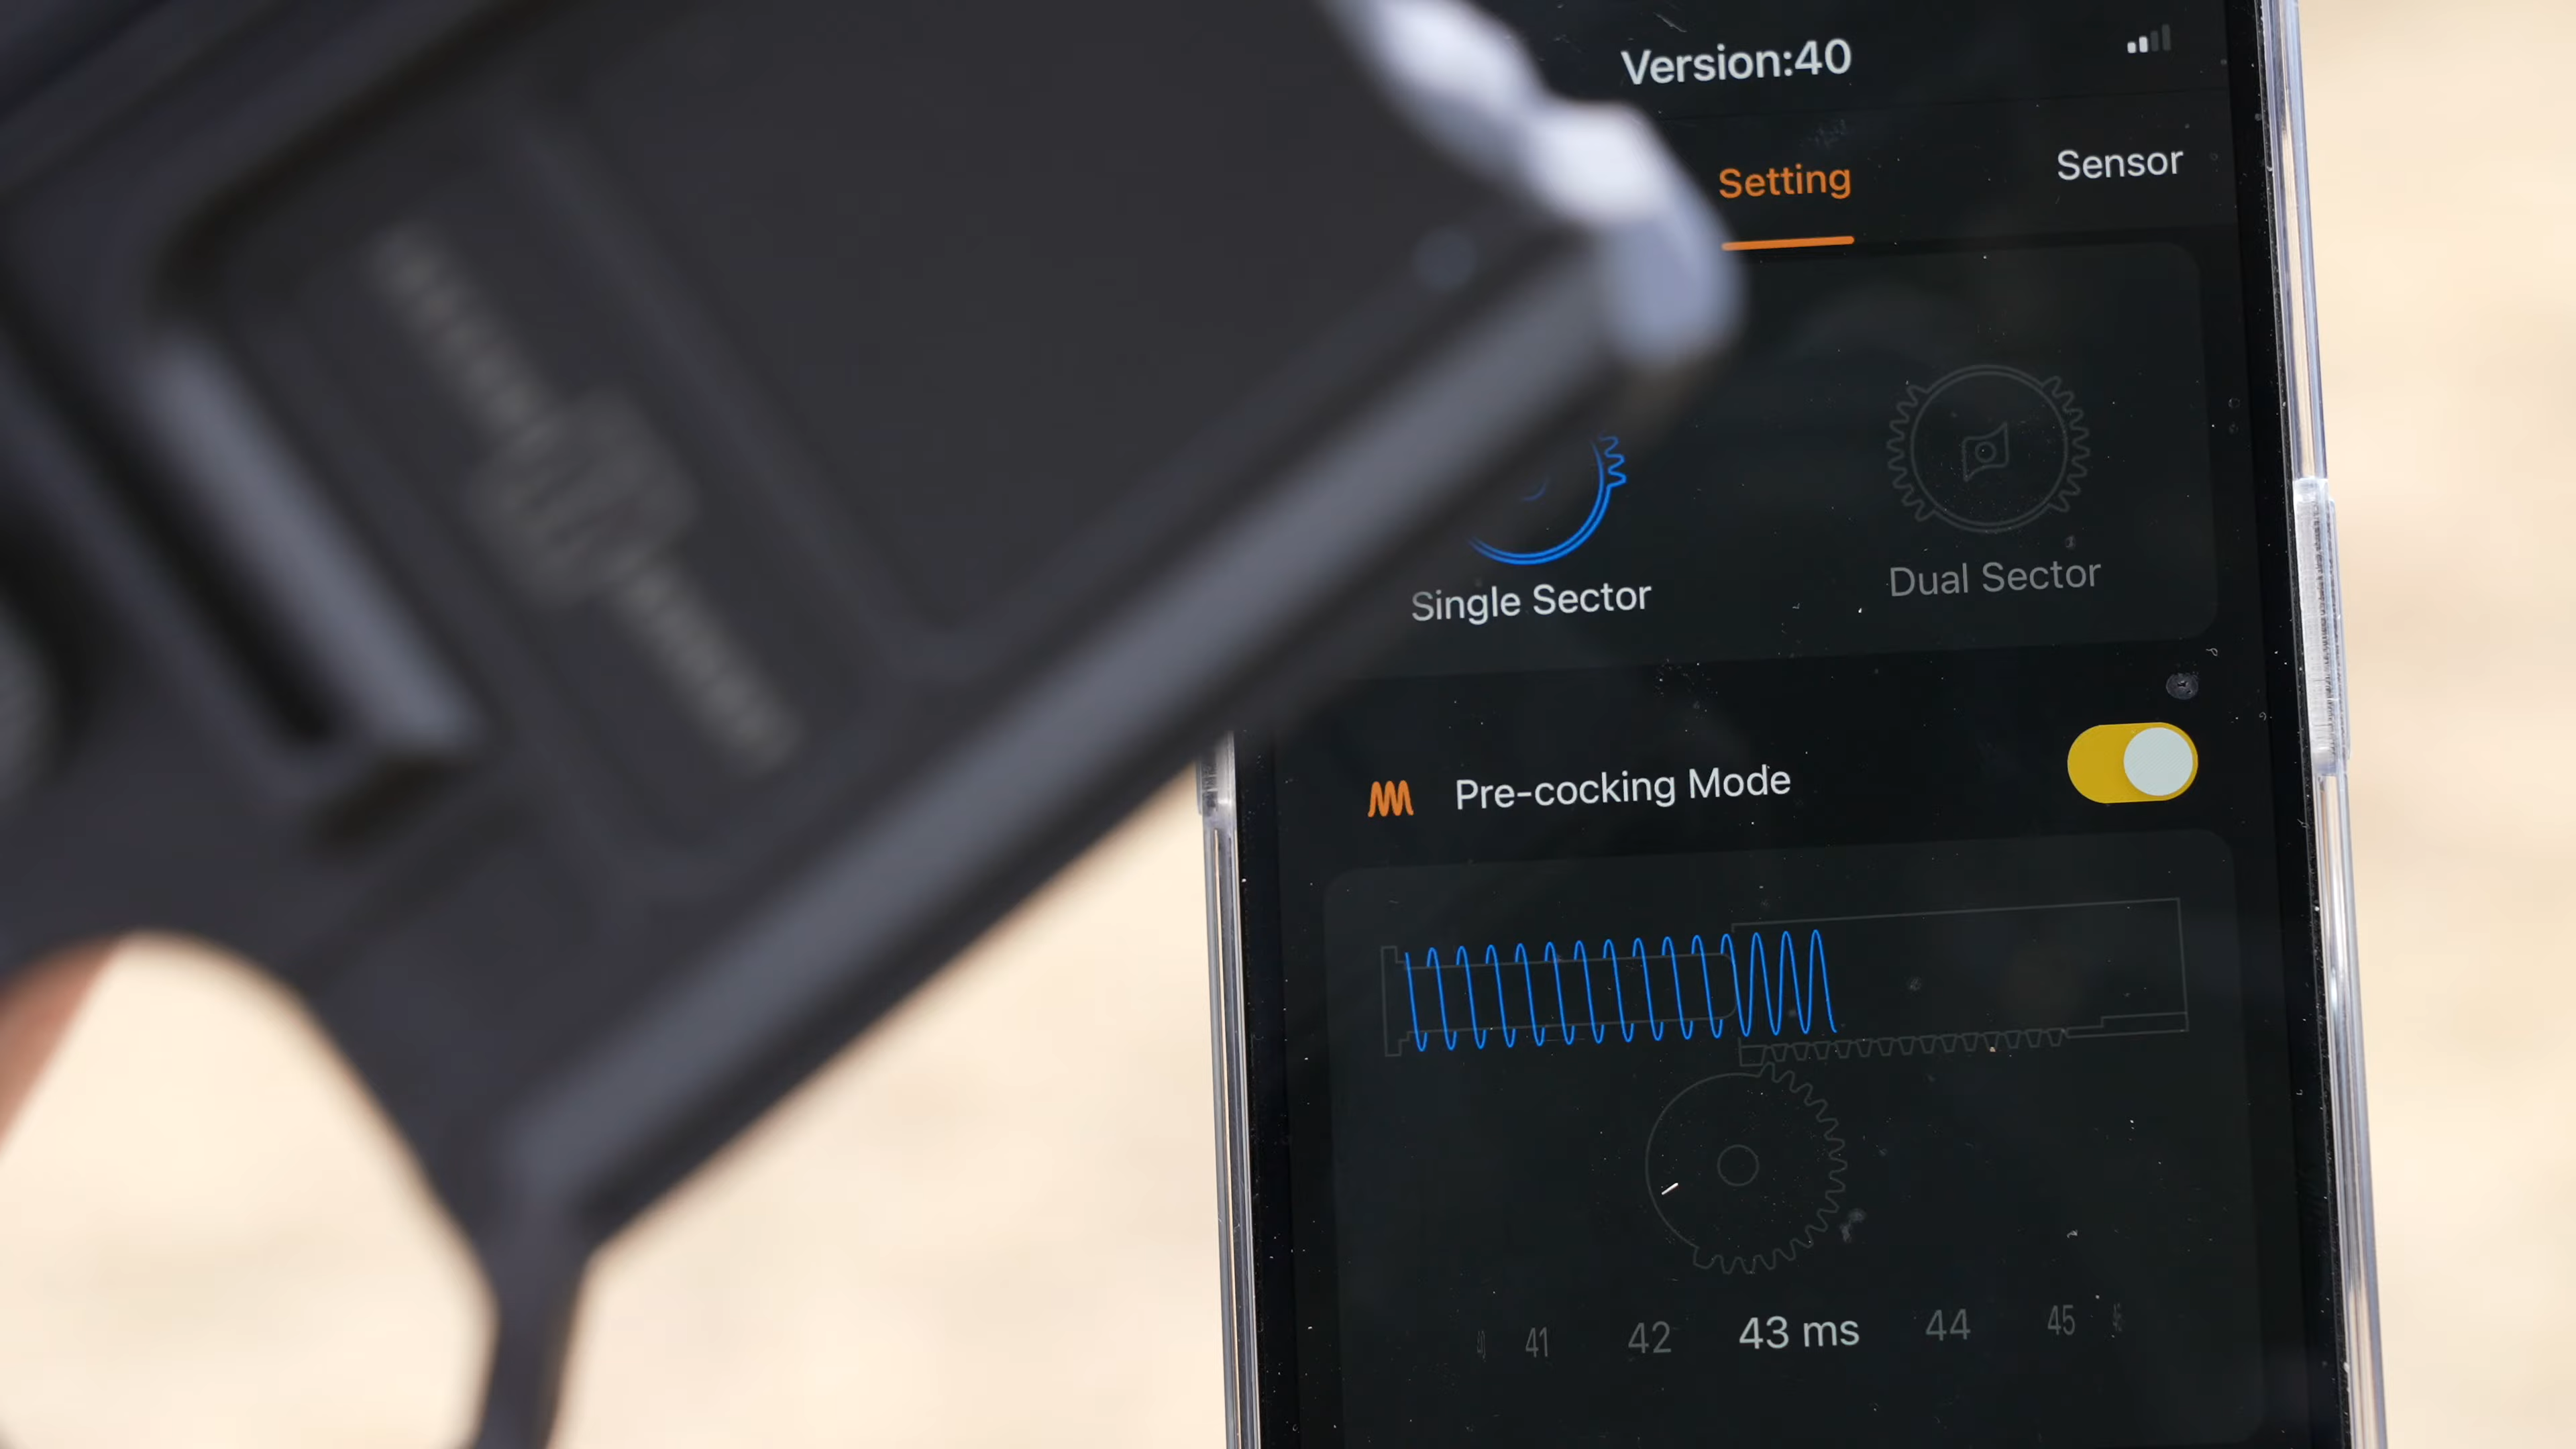 Version:40
Setting
Sensor
Single Sector
Dual Sector
Pre-cocking Mode
41 42 43 ms 44 45